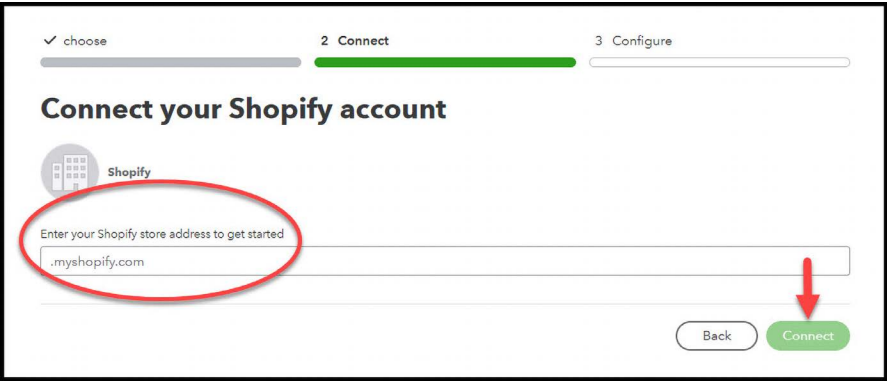 ✓ choose
2 Connect
3 Configure
Connect your Shopify account
Shopify
Enter your Shopify store address to get started
.myshopify.com
Back
Connect